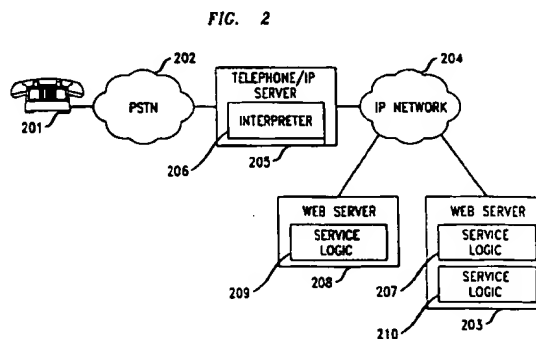 FIG. 2
202
204
TELEPHONE/IP
SERVER
PSTN
INTERPRETER
IP NETWORK
201
206
205
WEB SERVER
WEB SERVER
SERVICE
LOGIC
SERVICE
LOGIC
209
208
207
SERVICE
LOGIC
210
203